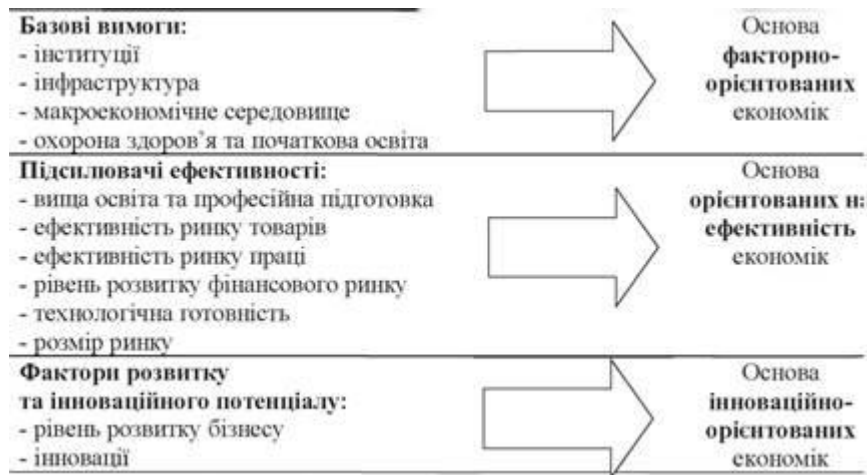 Базові вимоги:
- інституції
- інфраструктура
- макроекономічне середовище
- охорона здоров’я та початкова освіта
Основа
факторно-
орієнтованих
економік
Підсилювачі ефективності:
- вища освіта та професійна підготовка
- ефективність ринку товарів
- ефективність ринку праці
- рівень розвитку фінансового ринку
- технологічна готовність
- розмір ринку
Основа
орієнтованих на
ефективність
економік
Фактори розвитку
та інноваційного потенціалу:
- рівень розвитку бізнесу
- інновації
Основа
інноваційно-
орієнтованих
економік